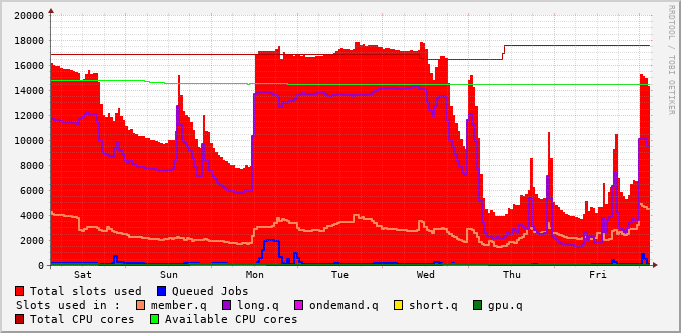 20000
18000
16000
14000
12000
10000
8000
6000
4000
2000
0
Sat Sun Mon Tue Wed Thu Fri
Total slots used Queued Jobs
Slots used in : member.q long.q ondemand.q short.q gpu.q
Total CPU cores Available CPU cores
RRDTOOL / TOBI OETIKER